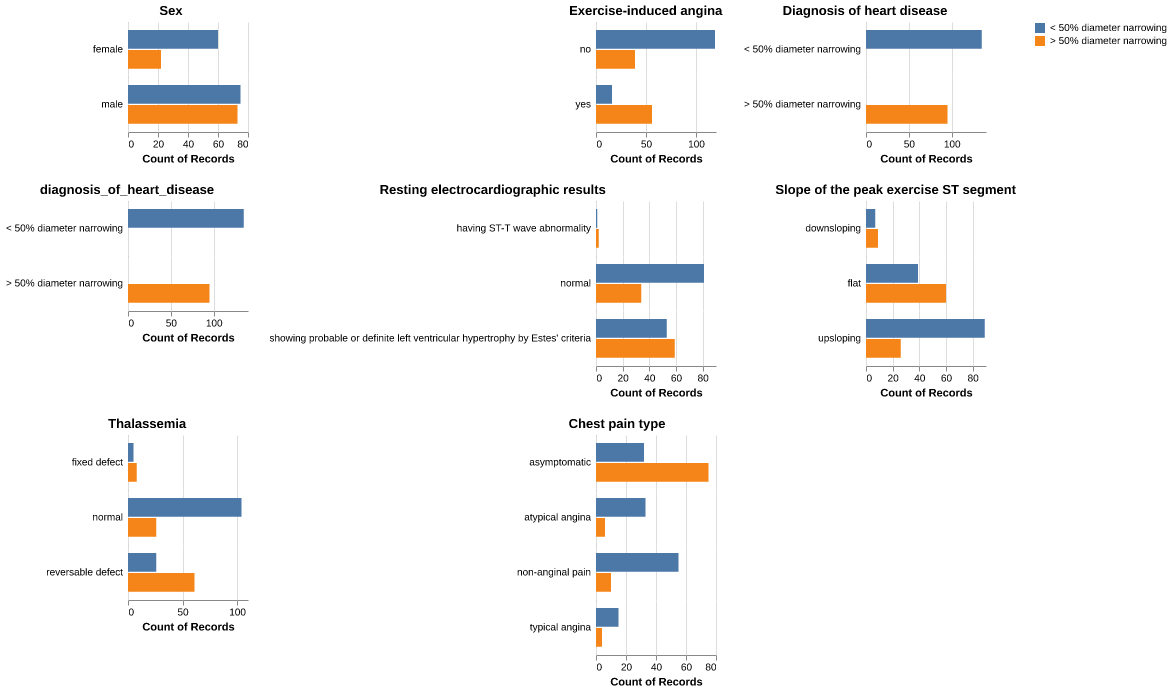 Sex
female
male
0 20 40 60 80
Count of Records
Exercise-induced angina
no
yes
0 50 100
Count of Records
Diagnosis of heart disease
< 50% diameter narrowing
> 50% diameter narrowing
0 50 100
Count of Records
< 50% diameter narrowing
> 50% diameter narrowing
diagnosis_of_heart_disease
< 50% diameter narrowing
> 50% diameter narrowing
0 50 100
Count of Records
Resting electrocardiographic results
having ST-T wave abnormality
normal
showing probable or definite left ventricular hypertrophy by Estes' criteria
0 20 40 60 80
Count of Records
Slope of the peak exercise ST segment
downsloping
flat
upsloping
0 20 40 60 80
Count of Records
Thalassemia
fixed defect
normal
reversable defect
0 50 100
Count of Records
Chest pain type
asymptomatic
atypical angina
non-anginal pain
typical angina
0 20 40 60 80
Count of Records